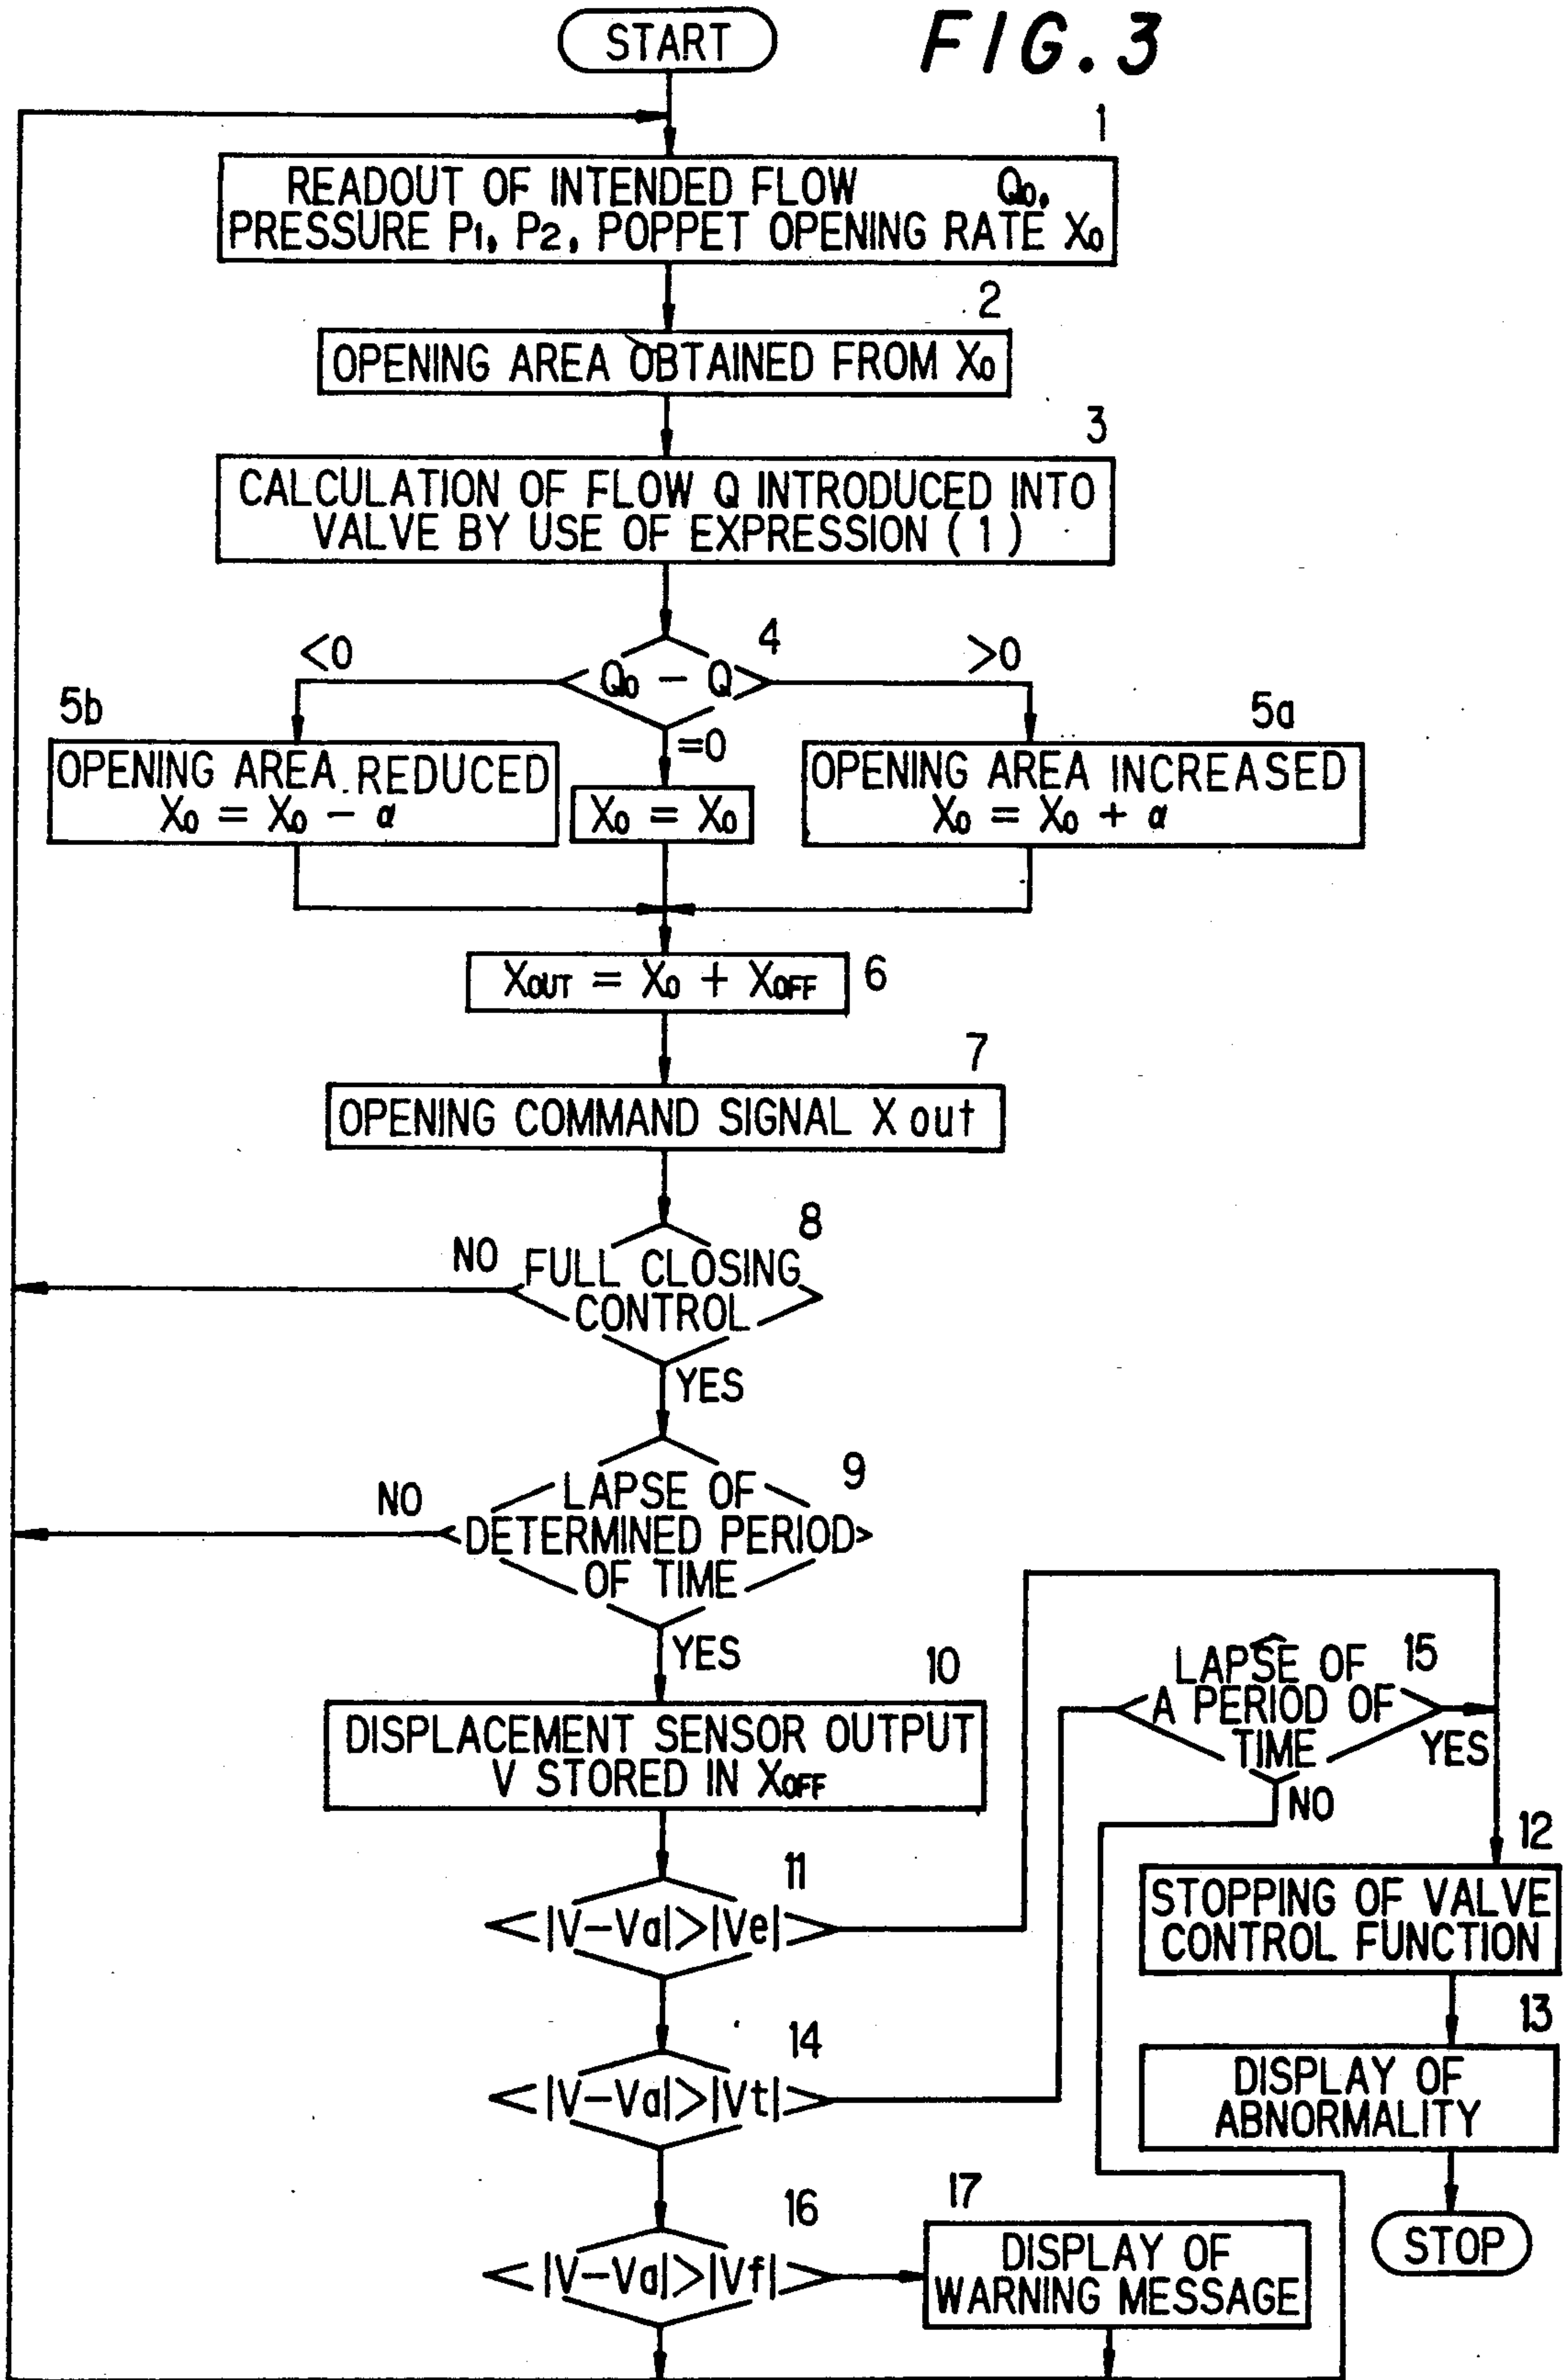 START
FIG. 3
1
READOUT OF INTENDED FLOW Q0,
PRESSURE P1, P2, POPPET OPENING RATE X0
2
OPENING AREA OBTAINED FROM X0
3
CALCULATION OF FLOW Q INTRODUCED INTO
VALVE BY USE OF EXPRESSION (1)
<0
4
>0
Q0 - Q
5b
=0
5a
OPENING AREA REDUCED
X0 = X0 - α
X0 = X0
OPENING AREA INCREASED
X0 = X0 + α
XOUT = X0 + XOFF
6
7
OPENING COMMAND SIGNAL X out
8
NO
FULL CLOSING
CONTROL
YES
9
NO
LAPSE OF
DETERMINED PERIOD
OF TIME
YES
10
DISPLACEMENT SENSOR OUTPUT
V STORED IN XOFF
15
LAPSE OF
A PERIOD OF
TIME
YES
NO
11
|V-Va|>|Ve|
12
STOPPING OF VALVE
CONTROL FUNCTION
14
|V-Va|>|Vt|
13
DISPLAY OF
ABNORMALITY
16
|V-Va|>|Vf|
17
DISPLAY OF
WARNING MESSAGE
STOP